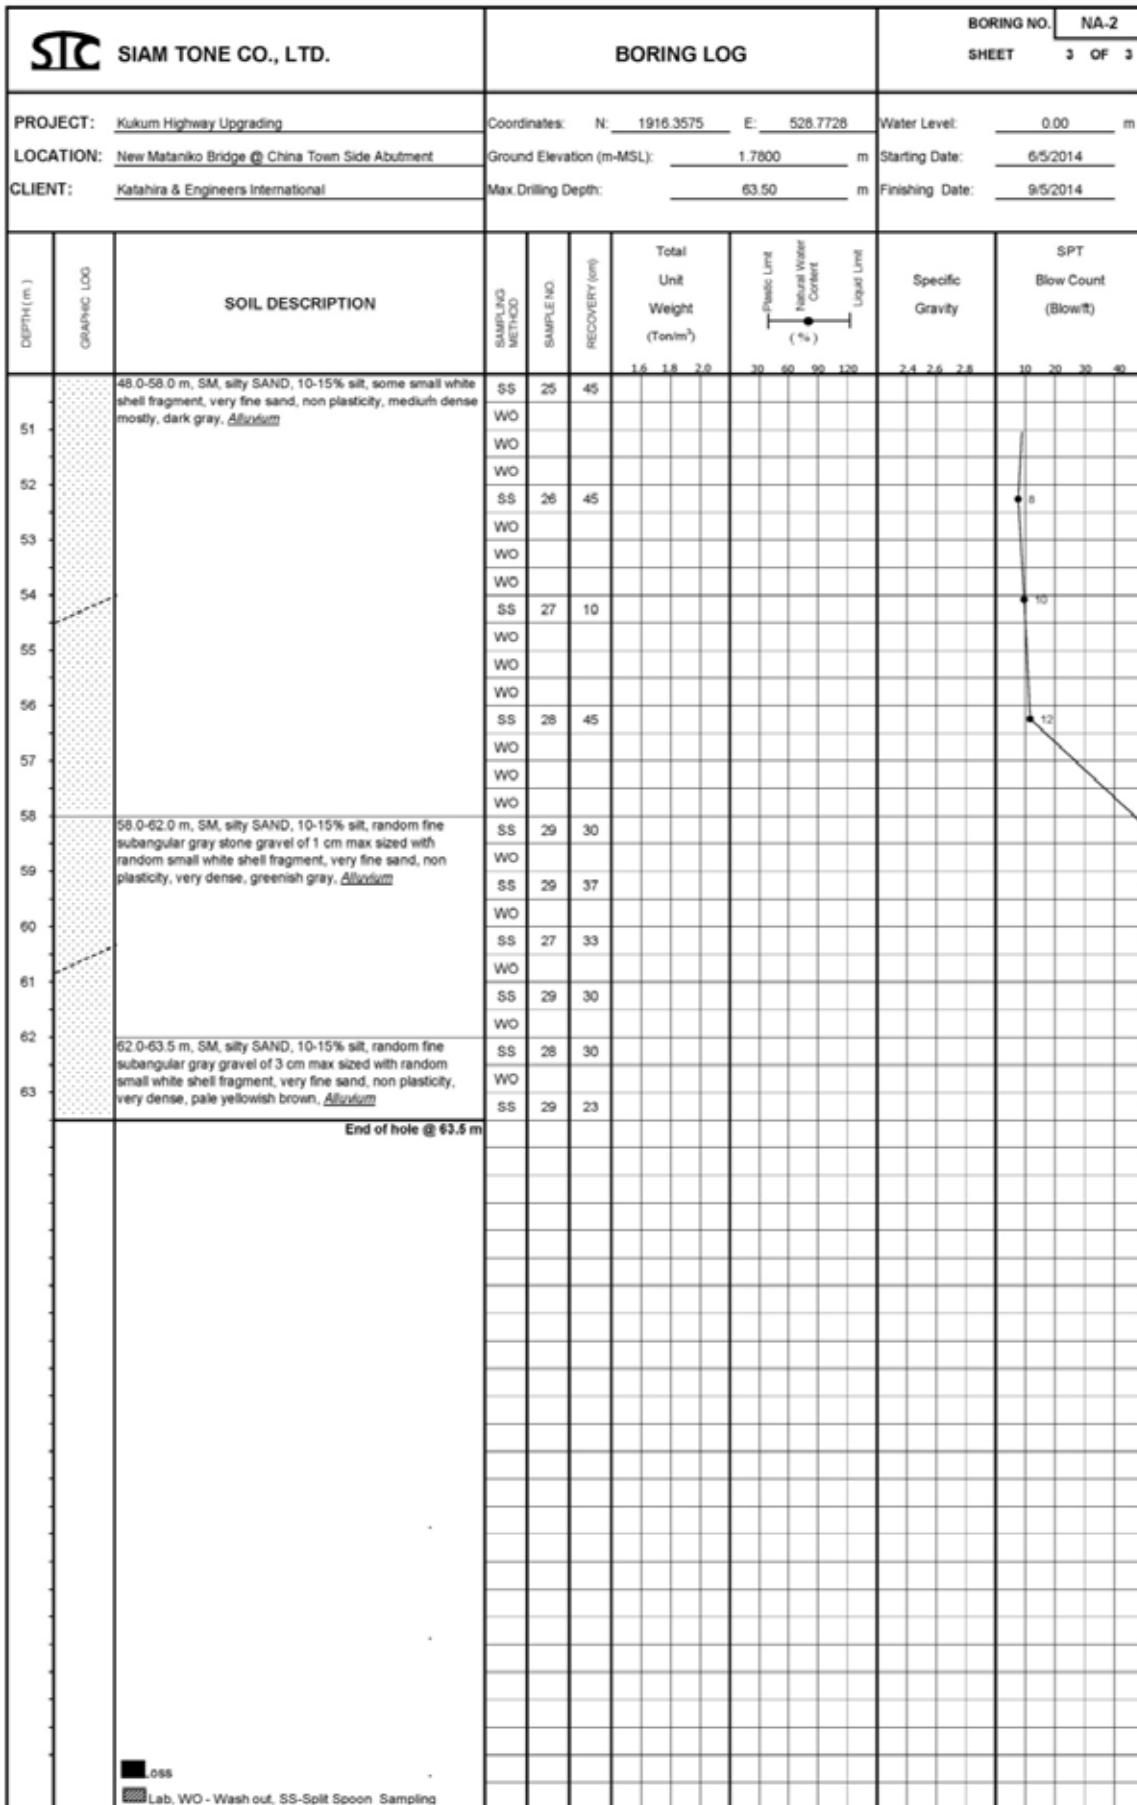 STC SIAM TONE CO., LTD.
BORING LOG
BORING NO. NA-2
SHEET 3 OF 3
PROJECT: Kukum Highway Upgrading
LOCATION: New Mataniko Bridge @ China Town Side Abutment
CLIENT: Katahira & Engineers International
Coordinates: N: 1916.3575 E: 528.7728
Ground Elevation (m-MSL): 1.7800 m
Max.Drilling Depth: 63.50 m
Water Level: 0.00 m
Starting Date: 6/5/2014
Finishing Date: 9/5/2014
DEPTH ( m. )
GRAPHIC LOG
SOIL DESCRIPTION
SAMPLING METHOD
SAMPLE NO.
RECOVERY (cm)
Total
Unit
Weight
(Ton/m³)
1.6 1.8 2.0
Plastic Limit
Natural Water Content
Liquid Limit
( % )
30 60 90 120
Specific
Gravity
2.4 2.6 2.8
SPT
Blow Count
(Blow/ft)
10 20 30 40
48.0-58.0 m, SM, silty SAND, 10-15% silt, some small white
shell fragment, very fine sand, non plasticity, medium dense
mostly, dark gray, Alluvium
SS 25 45
WO
51
WO
WO
52
SS 26 45
8
WO
53
WO
WO
54
10
SS 27 10
WO
55
WO
WO
56
SS 28 45
12
WO
57
WO
WO
58
58.0-62.0 m, SM, silty SAND, 10-15% silt, random fine
subangular gray stone gravel of 1 cm max sized with
random small white shell fragment, very fine sand, non
plasticity, very dense, greenish gray, Alluvium
SS 29 30
WO
59
SS 29 37
WO
60
SS 27 33
WO
61
SS 29 30
WO
62
62.0-63.5 m, SM, silty SAND, 10-15% silt, random fine
subangular gray gravel of 3 cm max sized with random
small white shell fragment, very fine sand, non plasticity,
very dense, pale yellowish brown, Alluvium
SS 28 30
WO
63
SS 29 23
End of hole @ 63.5 m
Loss
Lab, WO - Wash out, SS-Split Spoon Sampling